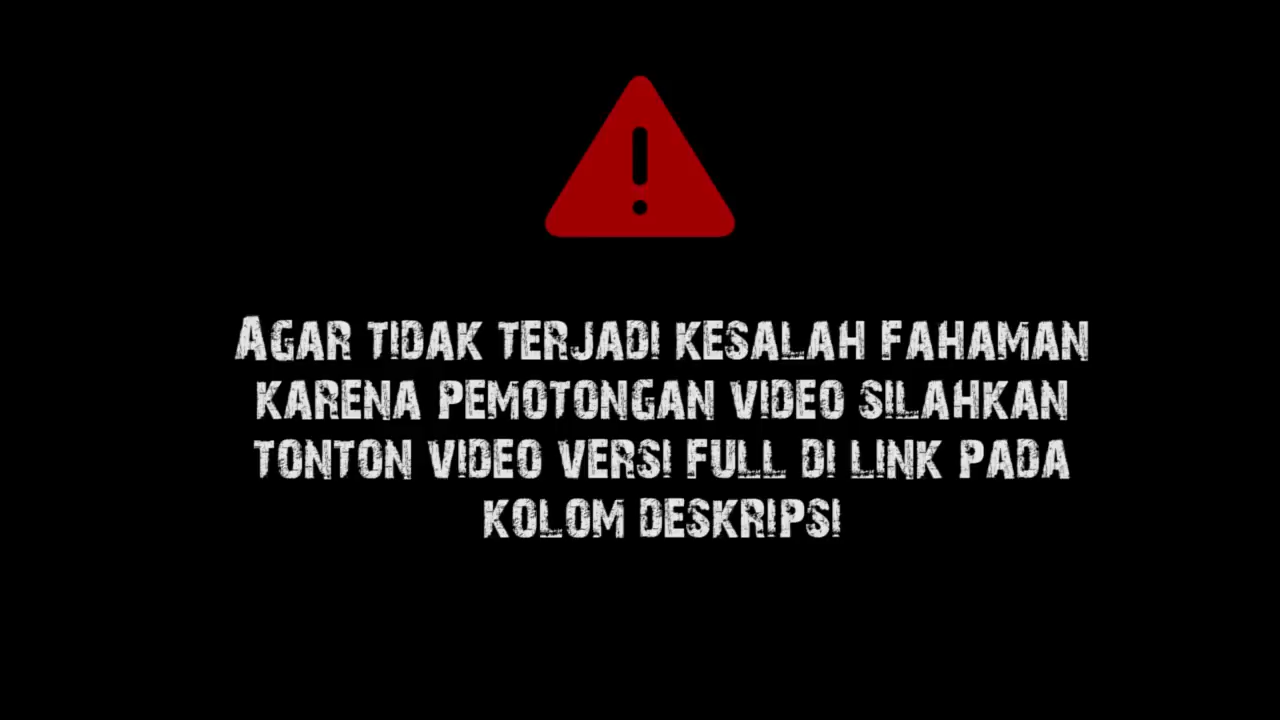 AGAR TIDAK TERJADI KESALAH FAHAMAN
KARENA PEMOTONGAN VIDEO SILAHKAN
TONTON VIDEO VERSI FULL DI LINK PADA
KOLOM DESKRIPSI